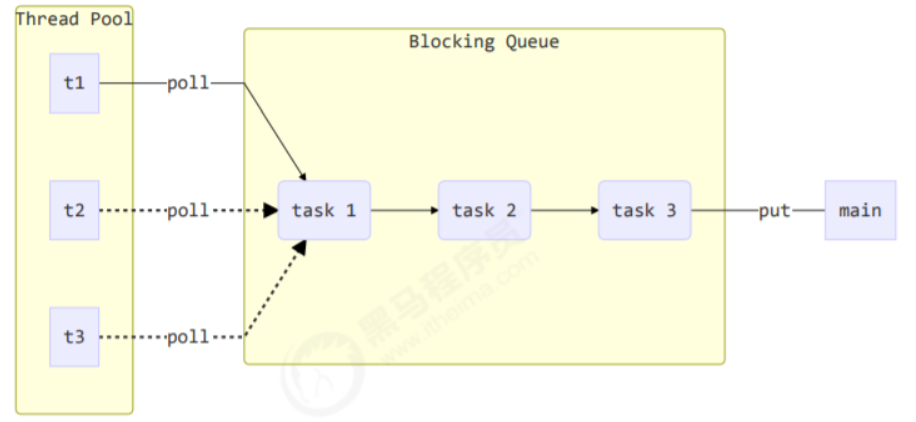 Thread Pool
Blocking Queue
t1
poll
t2
poll
task 1
task 2
task 3
put
main
t3
poll
黑马程序员
www.itheima.com